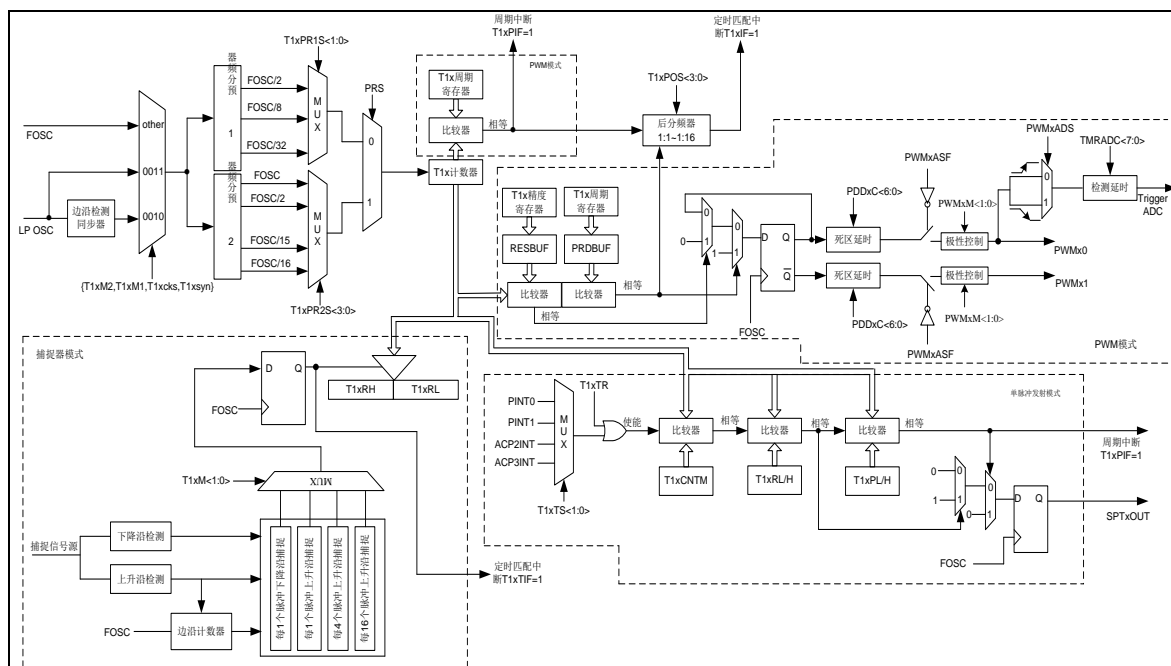 周期中断
T1xPIF=1
定时匹配中
断T1xIF=1
T1xPR1S<1:0>
PWM模式
T1x周期
寄存器
比较器
相等
T1x计数器
T1xPOS<3:0>
后分频器
1:1~1:16
PRS
0
1
器频分预
1
FOSC/2
FOSC/8
FOSC/32
MUX
器频分预
2
FOSC
FOSC/2
FOSC/15
FOSC/16
MUX
T1xPR2S<3:0>
FOSC
other
0011
0010
LP OSC
边沿检测
同步器
{T1xM2,T1xM1,T1xcks,T1xsyn}
T1x精度
寄存器
T1x周期
寄存器
RESBUF
PRDBUF
比较器
比较器
相等
相等
0
0
1
0
1
1
D
Q
Q
FOSC
PDDxC<6:0>
死区延时
死区延时
PDDxC<6:0>
PWMxASF
PWMxASF
PWMxM<1:0>
极性控制
极性控制
PWMxM<1:0>
PWMxADS
0
1
TMRADC<7:0>
检测延时
Trigger
ADC
PWMx0
PWMx1
PWM模式
捕捉器模式
D
Q
FOSC
T1xRH
T1xRL
T1xM<1:0>
MUX
捕捉信号源
下降沿检测
上升沿检测
FOSC
边沿计数器
每1个脉冲下降沿捕捉
每1个脉冲上升沿捕捉
每4个脉冲上升沿捕捉
每16个脉冲上升沿捕捉
定时匹配中
断T1xTIF=1
单脉冲发射模式
T1xTR
PINT0
PINT1
ACP2INT
ACP3INT
MUX
T1xTS<1:0>
使能
比较器
相等
比较器
相等
比较器
相等
T1xCNTM
T1xRL/H
T1xPL/H
周期中断
T1xPIF=1
0
0
1
1
0
0
1
D
Q
FOSC
SPTxOUT